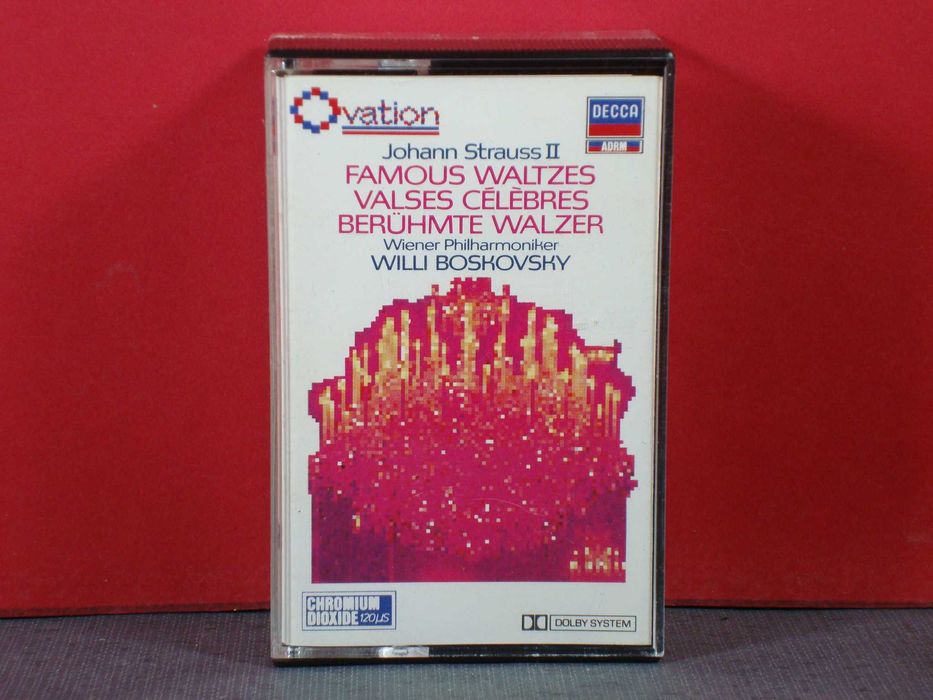 Ovation
DECCA
ADRM
Johann Strauss II
FAMOUS WALTZES
VALSES CÉLÈBRES
BERÜHMTE WALZER
Wiener Philharmoniker
WILLI BOSKOVSKY
CHROMIUM
DIOXIDE 120µS
DOLBY SYSTEM